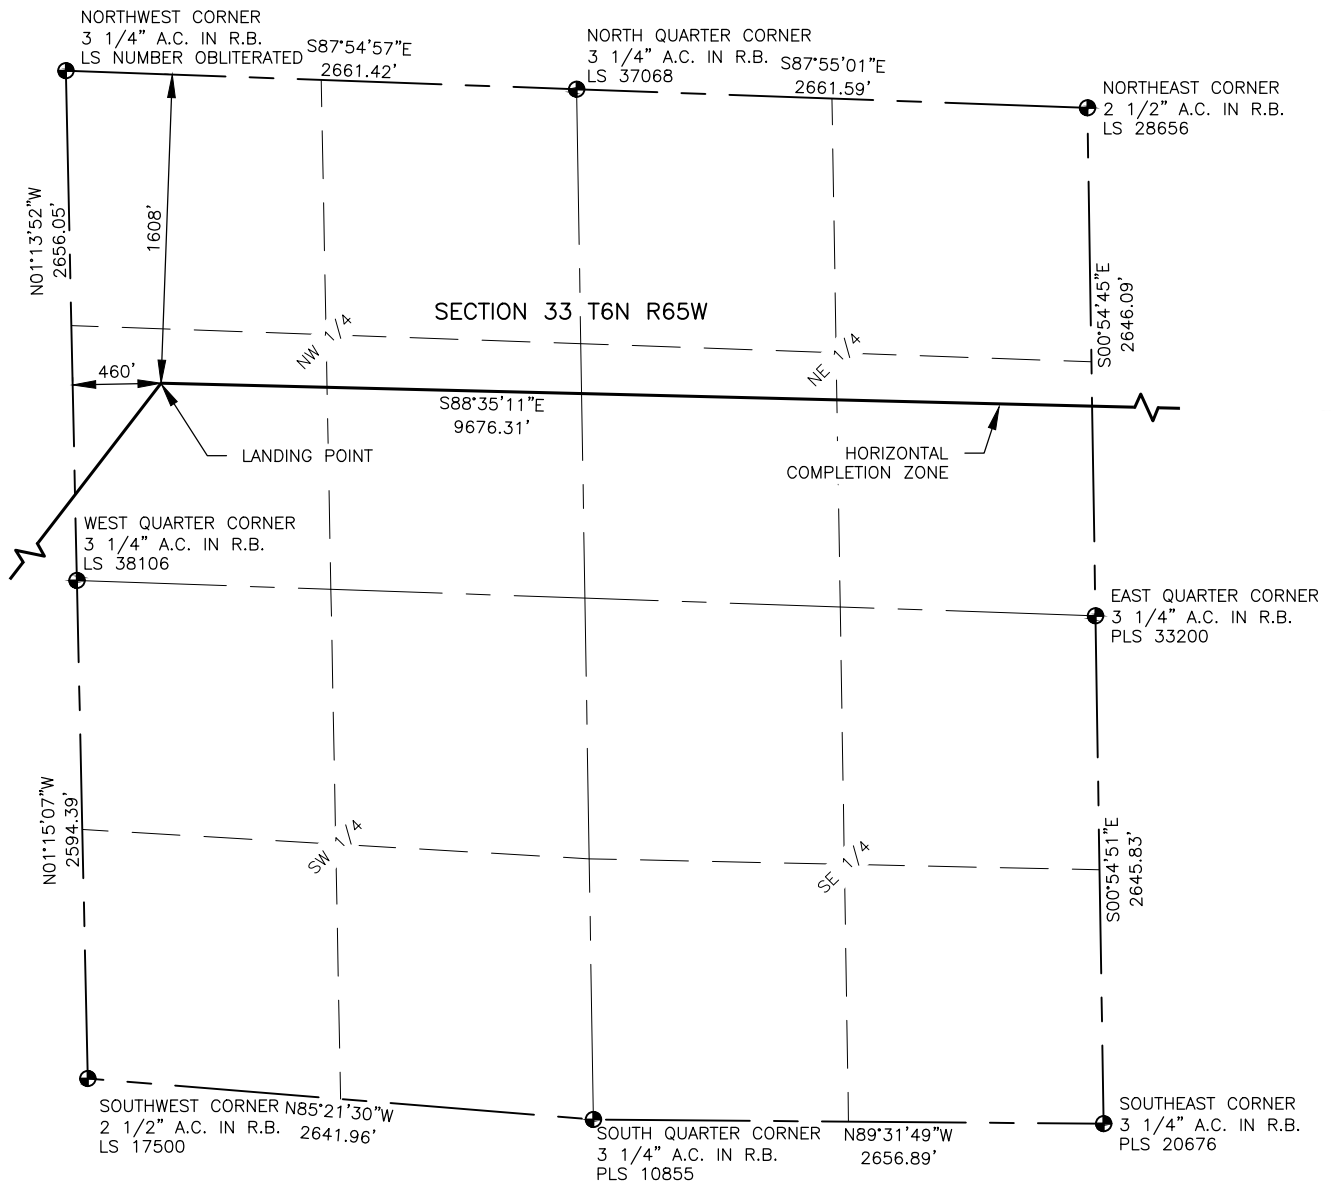 NORTHWEST CORNER
3 1/4" A.C. IN R.B.
LS NUMBER OBLITERATED
S87°54'57"E
2661.42'
NORTH QUARTER CORNER
3 1/4" A.C. IN R.B.
LS 37068
S87°55'01"E
2661.59'
NORTHEAST CORNER
2 1/2" A.C. IN R.B.
LS 28656
N01°13'52"W
2656.05'
1608'
S00°54'45"E
2646.09'
SECTION 33 T6N R65W
NW 1/4
NE 1/4
460'
S88°35'11"E
9676.31'
LANDING POINT
HORIZONTAL
COMPLETION ZONE
WEST QUARTER CORNER
3 1/4" A.C. IN R.B.
LS 38106
EAST QUARTER CORNER
3 1/4" A.C. IN R.B.
PLS 33200
N01°15'07"W
2594.39'
SW 1/4
SE 1/4
S00°54'51"E
2645.83'
SOUTHWEST CORNER
2 1/2" A.C. IN R.B.
LS 17500
N85°21'30"W
2641.96'
SOUTH QUARTER CORNER
3 1/4" A.C. IN R.B.
PLS 10855
N89°31'49"W
2656.89'
SOUTHEAST CORNER
3 1/4" A.C. IN R.B.
PLS 20676